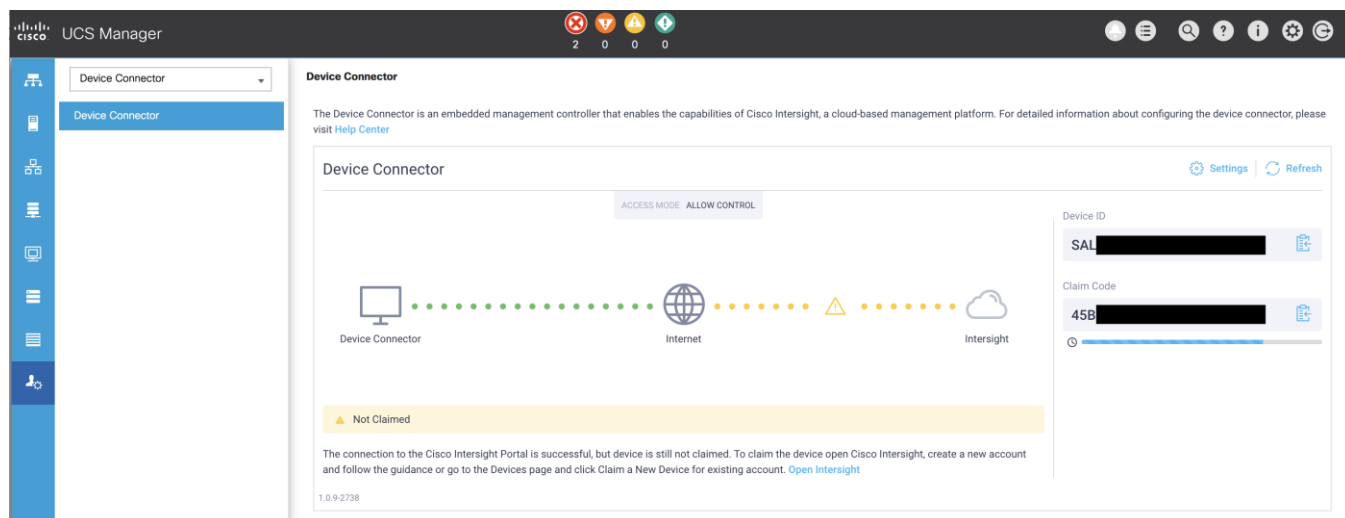 cisco
UCS Manager
2 0 0 0
Device Connector
Device Connector
Device Connector
The Device Connector is an embedded management controller that enables the capabilities of Cisco Intersight, a cloud-based management platform. For detailed information about configuring the device connector, please
visit Help Center
Device Connector
Settings
Refresh
ACCESS MODE ALLOW CONTROL
Device ID
SAL
Claim Code
45B
Device Connector
Internet
Intersight
Not Claimed
The connection to the Cisco Intersight Portal is successful, but device is still not claimed. To claim the device open Cisco Intersight, create a new account
and follow the guidance or go to the Devices page and click Claim a New Device for existing account. Open Intersight
1.0.9-2738